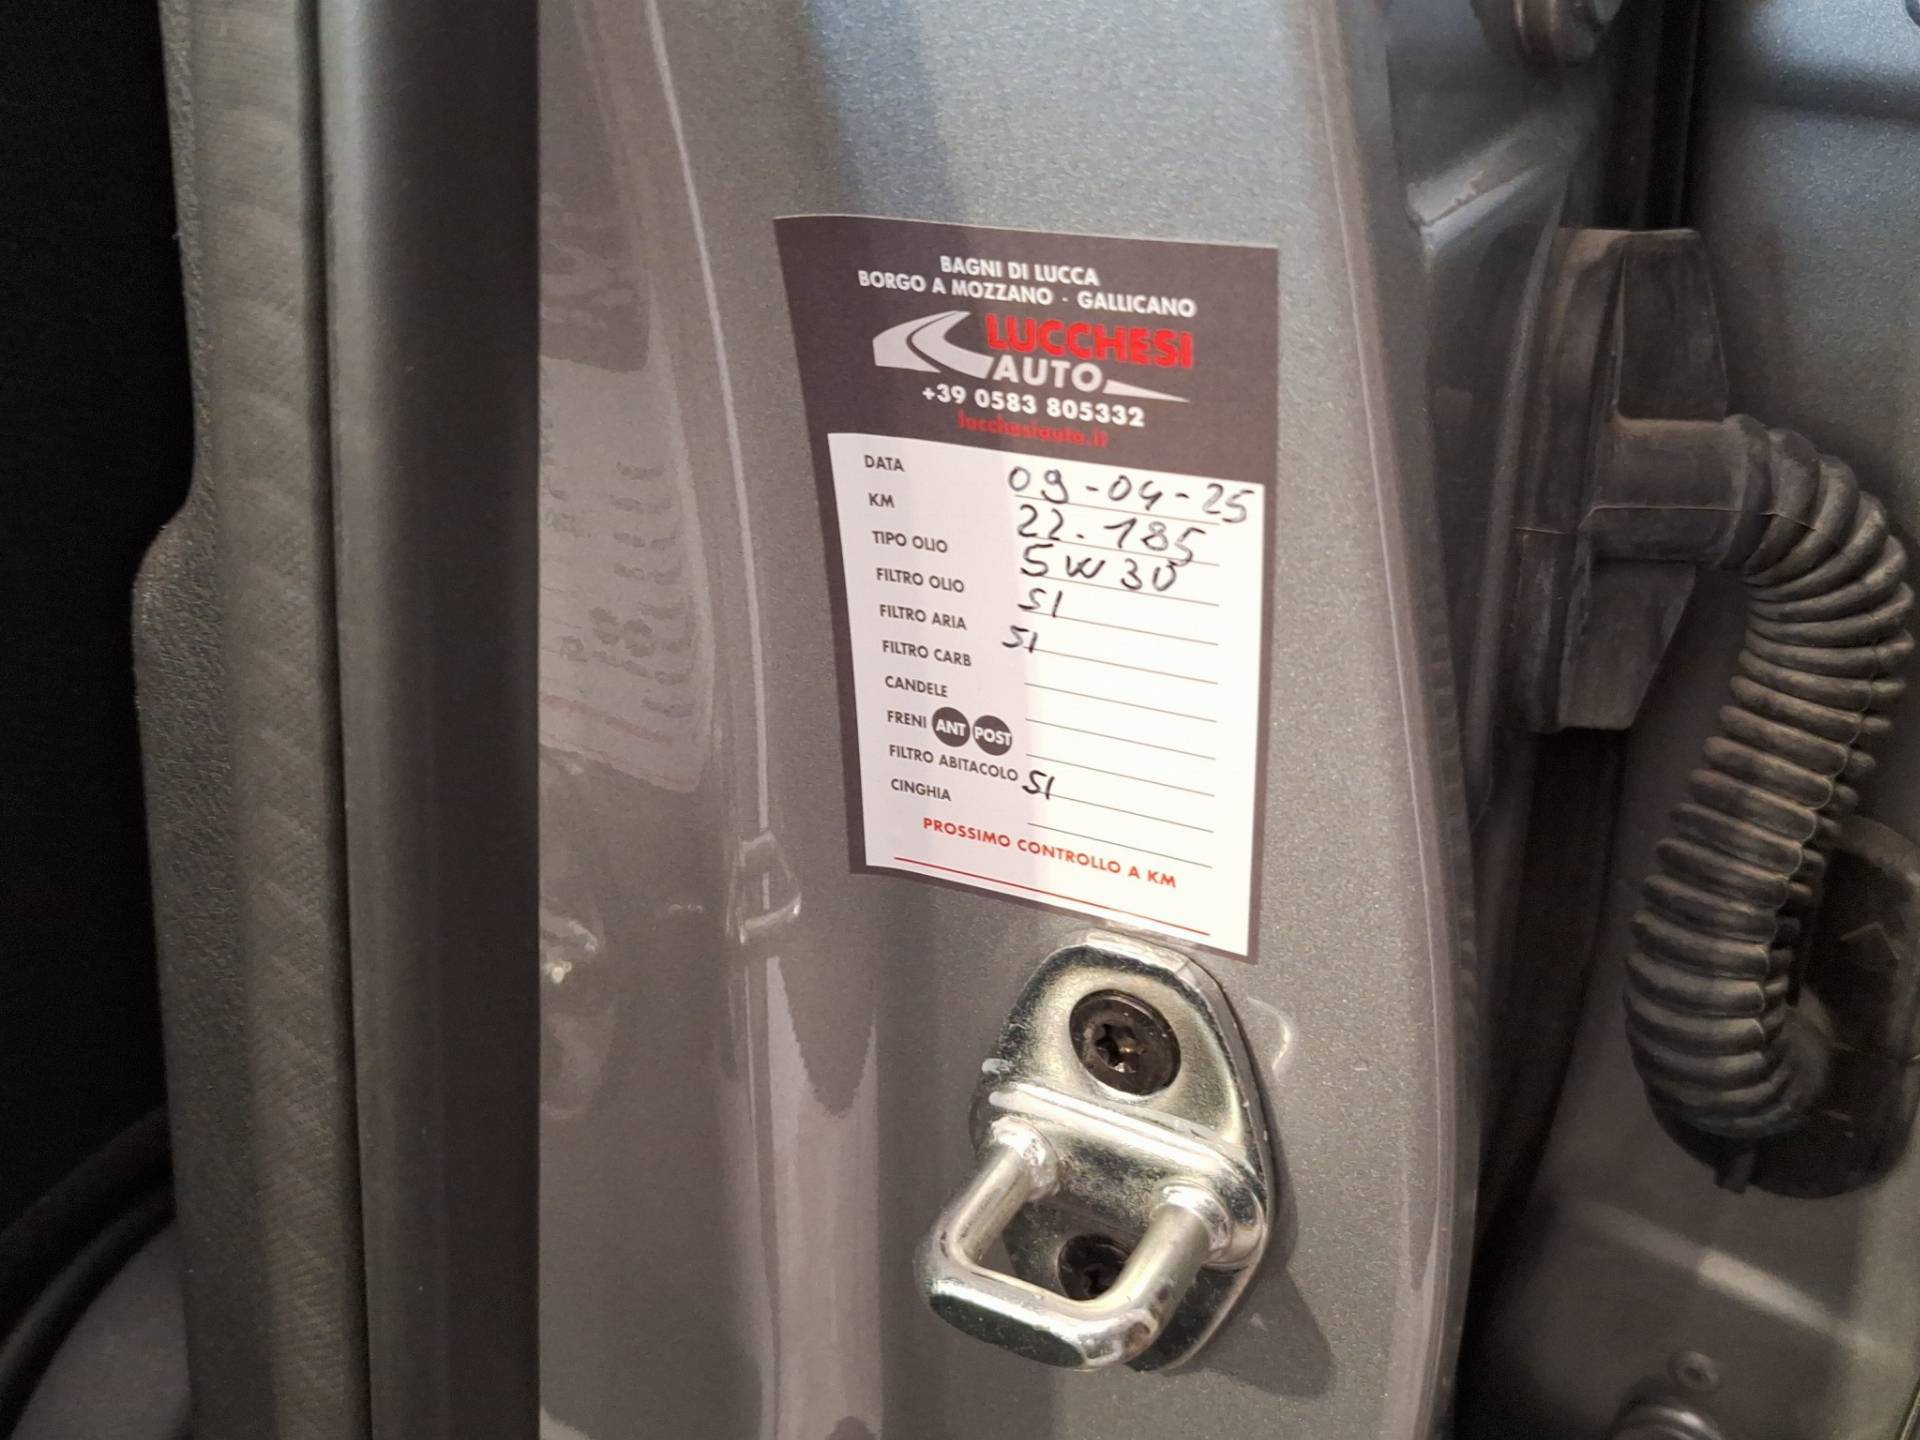 BAGNI DI LUCCA
BORGO A MOZZANO - GALLICANO
LUCCHESI
AUTO
+39 0583 805332
lucchesiauto.it
DATA 09-04-25
KM 22.185
TIPO OLIO 5W30
FILTRO OLIO SI
FILTRO ARIA SI
FILTRO CARB
CANDELE
FRENI ANT POST
FILTRO ABITACOLO SI
CINGHIA
PROSSIMO CONTROLLO A KM